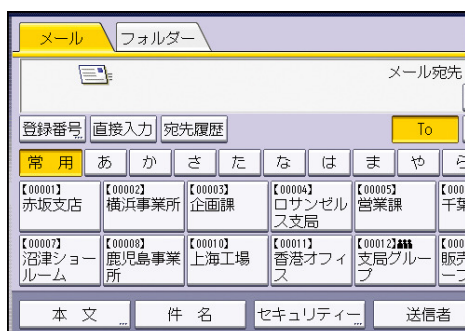 メール フォルダー
メール宛先
登録番号 直接入力 宛先履歴 To
常用 あ か さ た な は ま や ら
【00001】 【00002】 【00003】 【00004】 【00005】
赤坂支店 横浜事業所 企画課 ロサンゼル 営業課 千葉
ス支局
【00007】 【00008】 【00010】 【00011】 【00012】
沼津ショー 鹿児島事業 上海工場 香港オフィ 支局グルー 販売
ルーム 所 ス プ
本文 件名 セキュリティー 送信者